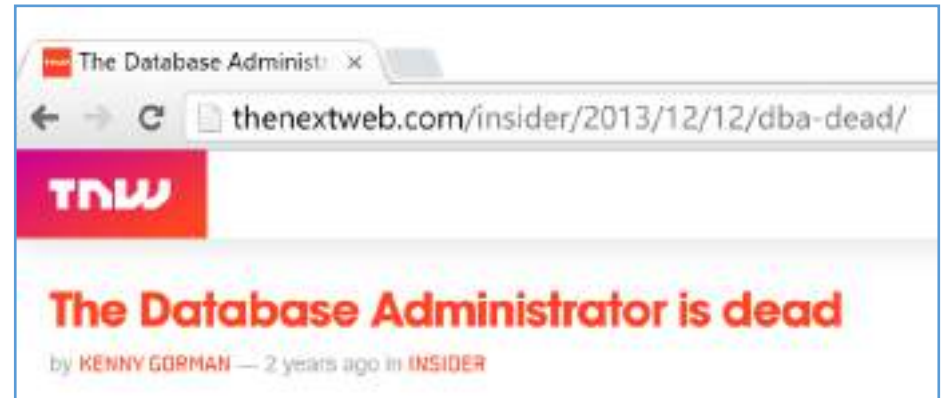 The Database Administ
thenextweb.com/insider/2013/12/12/dba-dead/
TNW
The Database Administrator is dead
by KENNY GORMAN — 2 years ago in INSIDER